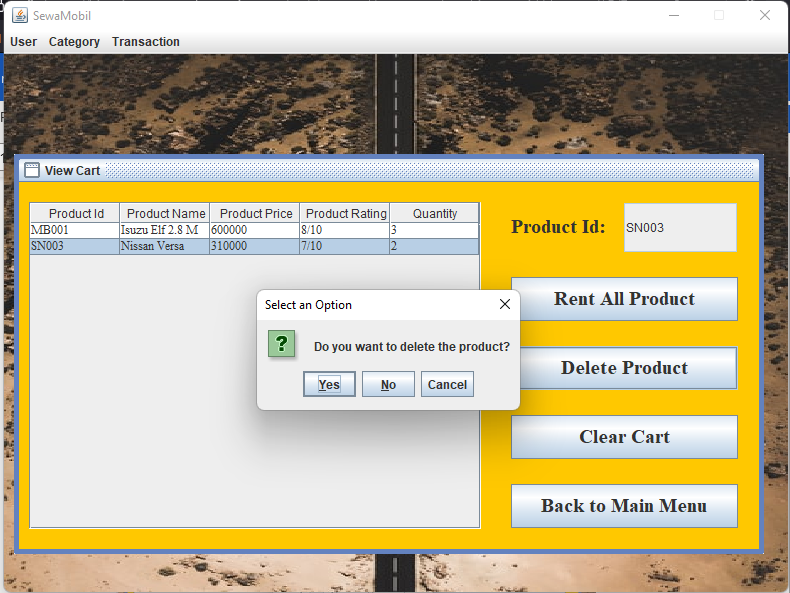 SewaMobil
User Category Transaction
View Cart
Product Id Product Name Product Price Product Rating Quantity
MB001 Isuzu Elf 2.8 M 600000 8/10 3
SN003 Nissan Versa 310000 7/10 2
Product Id: SN003
Rent All Product
Delete Product
Clear Cart
Back to Main Menu
Select an Option
?
Do you want to delete the product?
Yes No Cancel